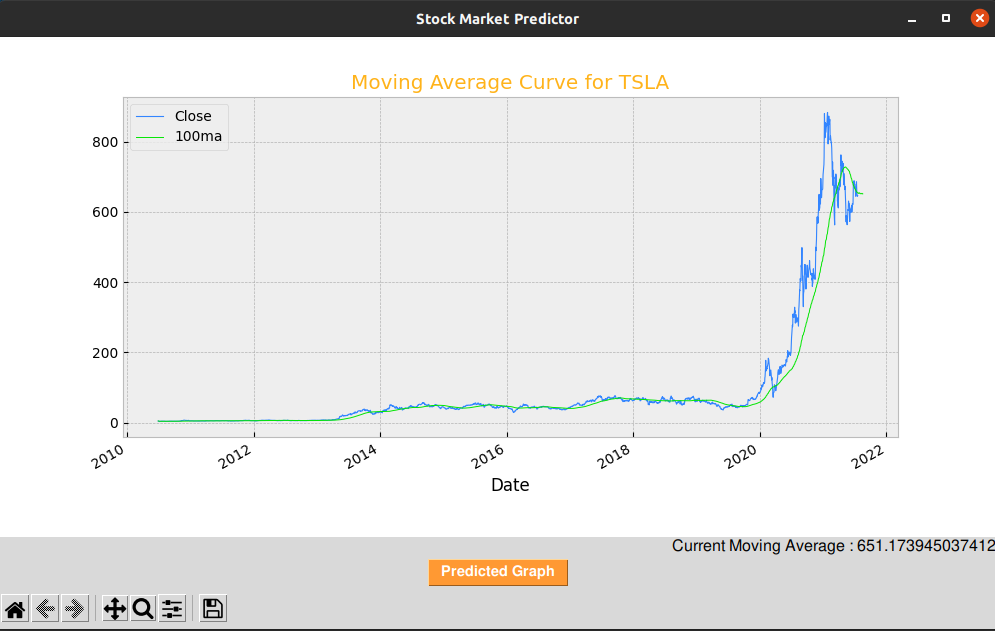 Stock Market Predictor
Moving Average Curve for TSLA
Close
100ma
800
600
400
200
0
2010
2012
2014
2016
2018
2020
2022
Date
Current Moving Average : 651.173945037412
Predicted Graph